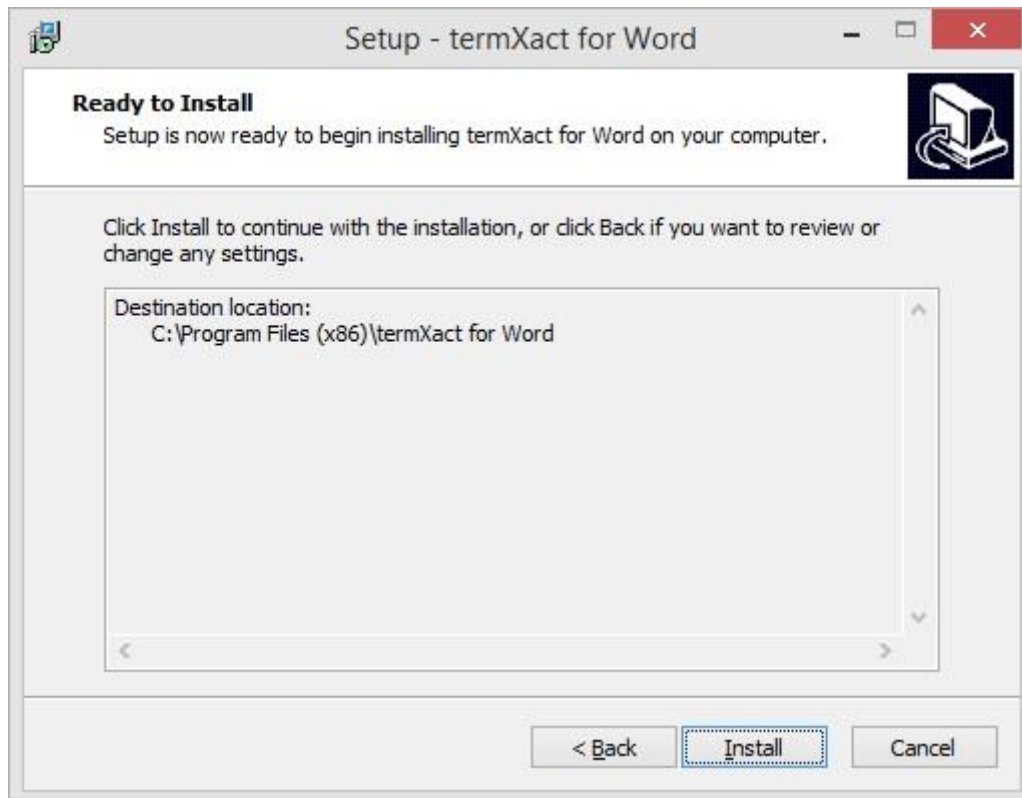 Setup - termXact for Word
Ready to Install
Setup is now ready to begin installing termXact for Word on your computer.
Click Install to continue with the installation, or click Back if you want to review or
change any settings.
Destination location:
C:\Program Files (x86)\termXact for Word
< Back
Install
Cancel